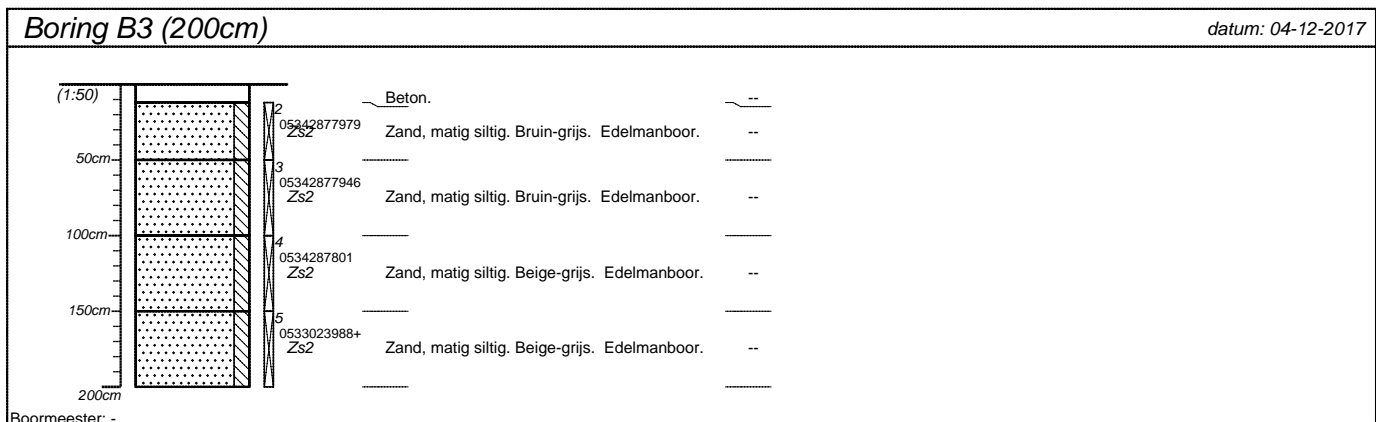 Boring B3 (200cm) datum: 04-12-2017
(1:50) Beton. --
2
05342877979
Zs2 Zand, matig siltig. Bruin-grijs. Edelmanboor. --
50cm
3
05342877946
Zs2 Zand, matig siltig. Bruin-grijs. Edelmanboor. --
100cm
4
0534287801
Zs2 Zand, matig siltig. Beige-grijs. Edelmanboor. --
150cm
5
0533023988+
Zs2 Zand, matig siltig. Beige-grijs. Edelmanboor. --
200cm
Boormeester: -